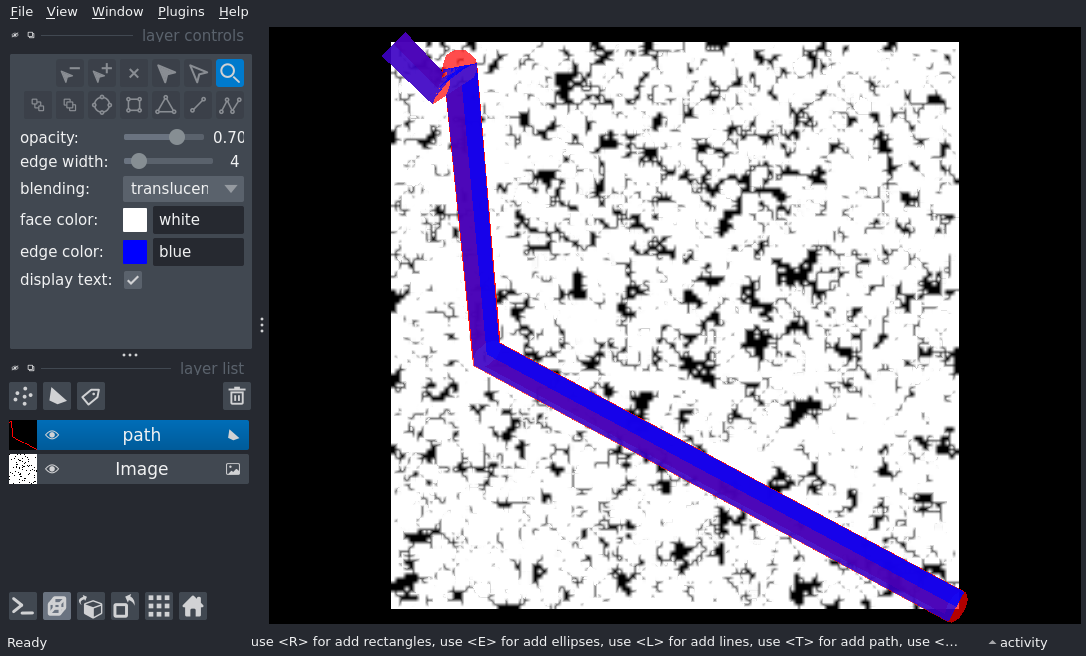 File View Window Plugins Help
layer controls
opacity: 0.70
edge width: 4
blending: translucen
face color: white
edge color: blue
display text:
layer list
path
Image
Ready use <R> for add rectangles, use <E> for add ellipses, use <L> for add lines, use <T> for add path, use <... activity